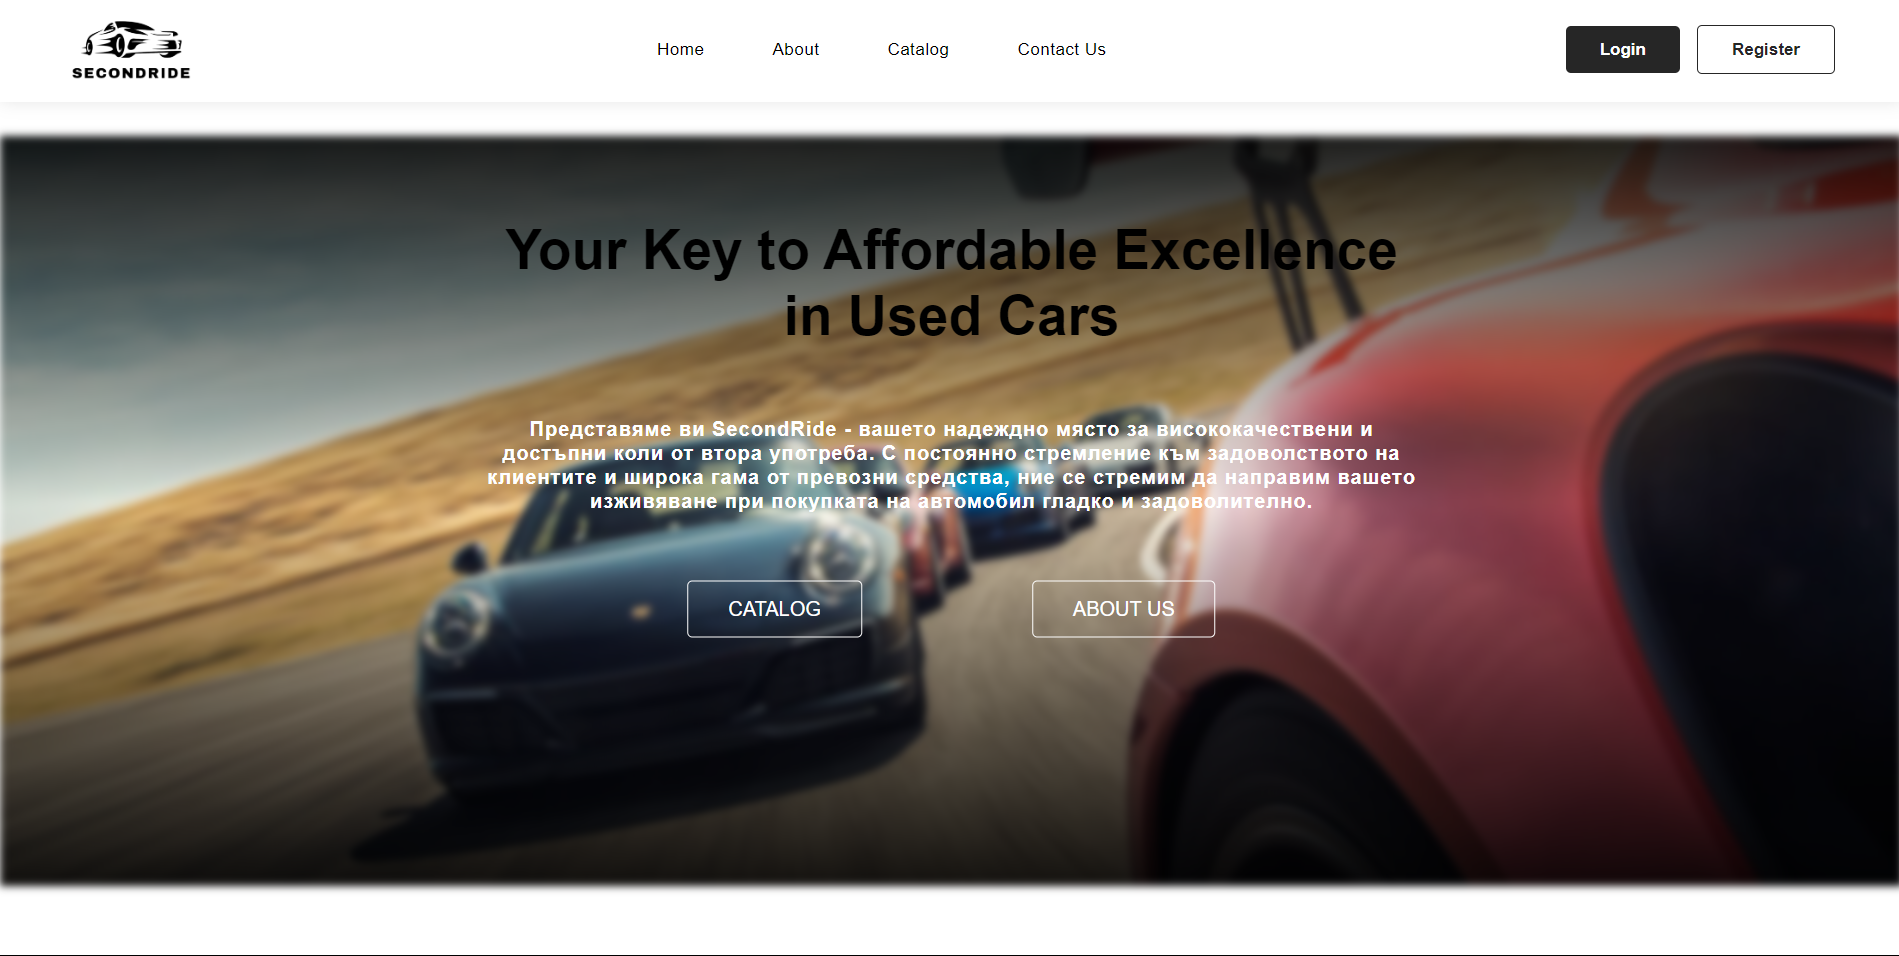 SECONDRIDE
Home
About
Catalog
Contact Us
Login
Register
Your Key to Affordable Excellence
in Used Cars
Представяме ви SecondRide - вашето надеждно място за висококачествени и
достъпни коли от втора употреба. С постоянно стремление към задоволството на
клиентите и широка гама от превозни средства, ние се стремим да направим вашето
изживяване при покупката на автомобил гладко и задоволително.
CATALOG
ABOUT US